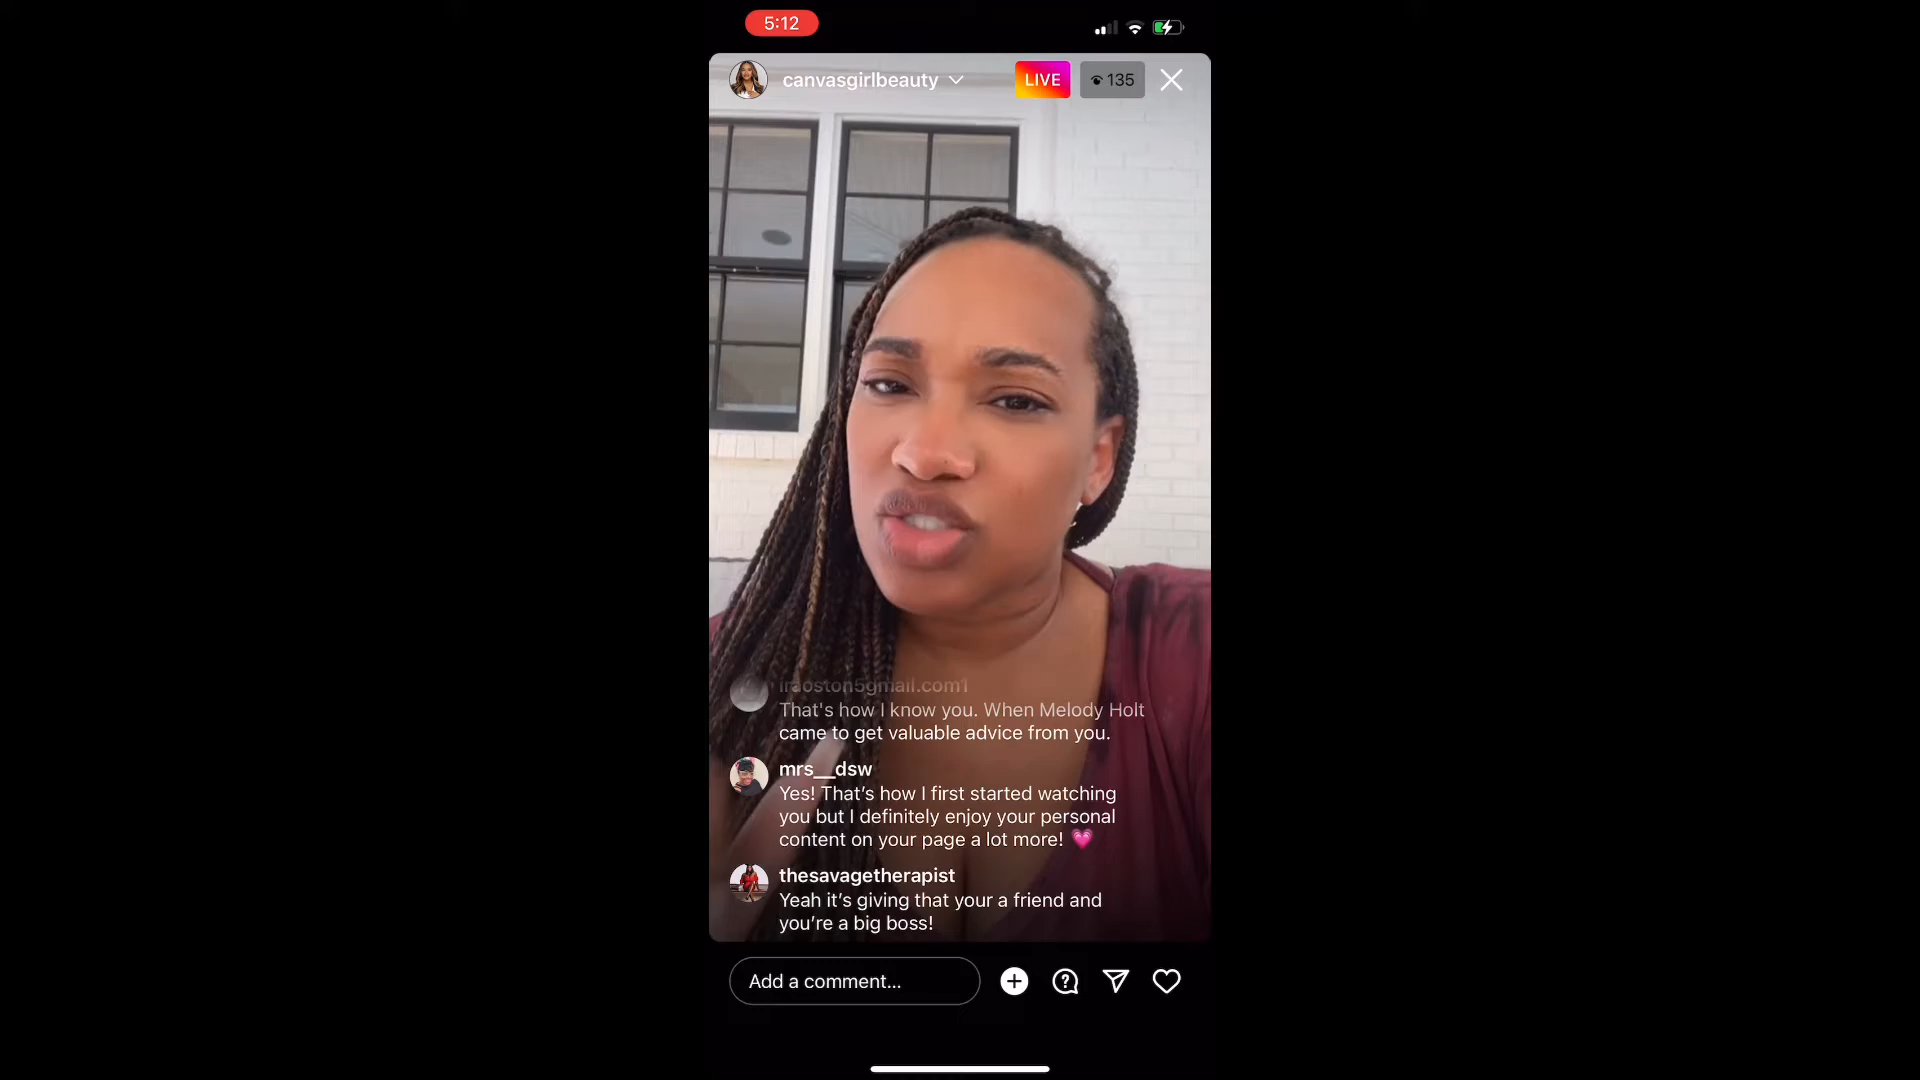 5:12
canvasgirlbeauty
LIVE
135
That's how I know you. When Melody Holt
came to get valuable advice from you.
mrs__dsw
Yes! That's how I first started watching
you but I definitely enjoy your personal
content on your page a lot more! 💗
thesavagetherapist
Yeah it's giving that your a friend and
you're a big boss!
Add a comment...